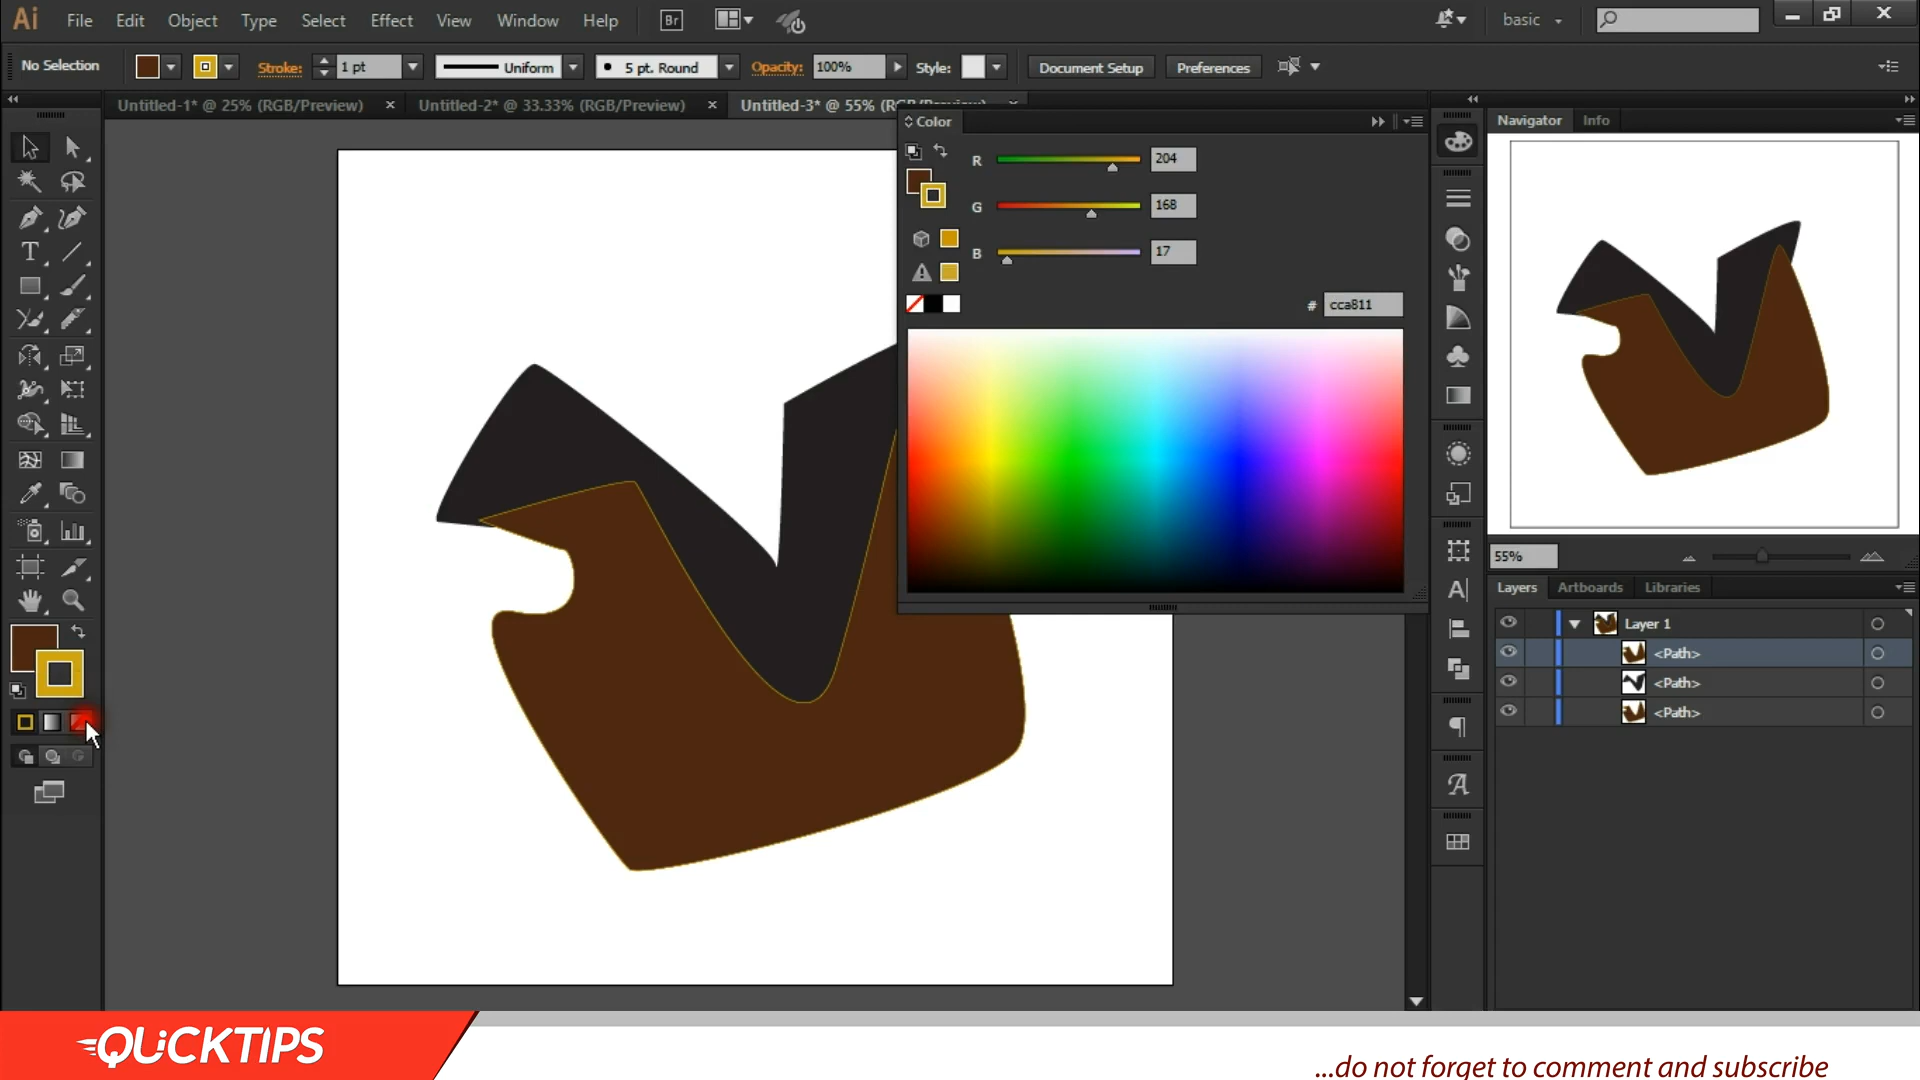 Ai File Edit Object Type Select Effect View Window Help Br basic
No Selection Stroke: 1 pt Uniform 5 pt. Round Opacity: 100% Style: Document Setup Preferences
Untitled-1* @ 25% (RGB/Preview) Untitled-2* @ 33.33% (RGB/Preview) Untitled-3* @ 55% (RGB/Preview)
Color
R 204
G 168
B 17
# cca811
Navigator Info
55%
Layers Artboards Libraries
Layer 1
<Path>
<Path>
<Path>
QUiCKTIPS
...do not forget to comment and subscribe